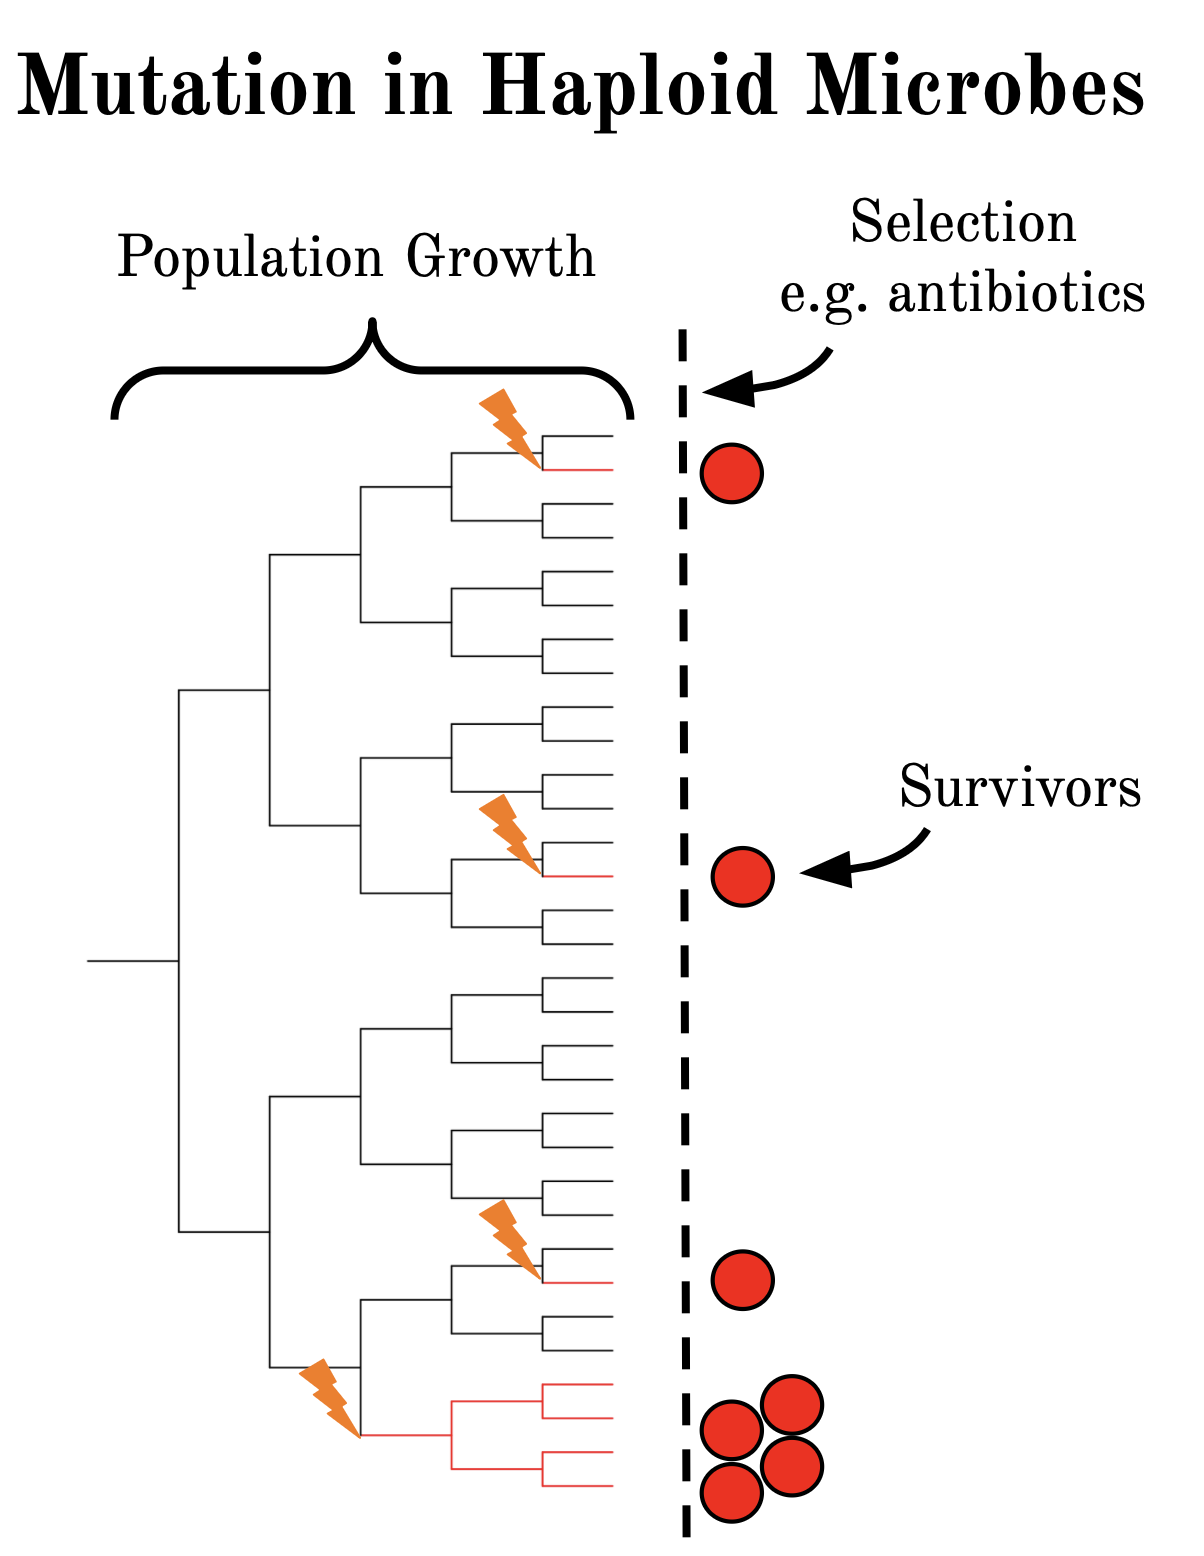 Mutation in Haploid Microbes
Population Growth
Selection
e.g. antibiotics
Survivors